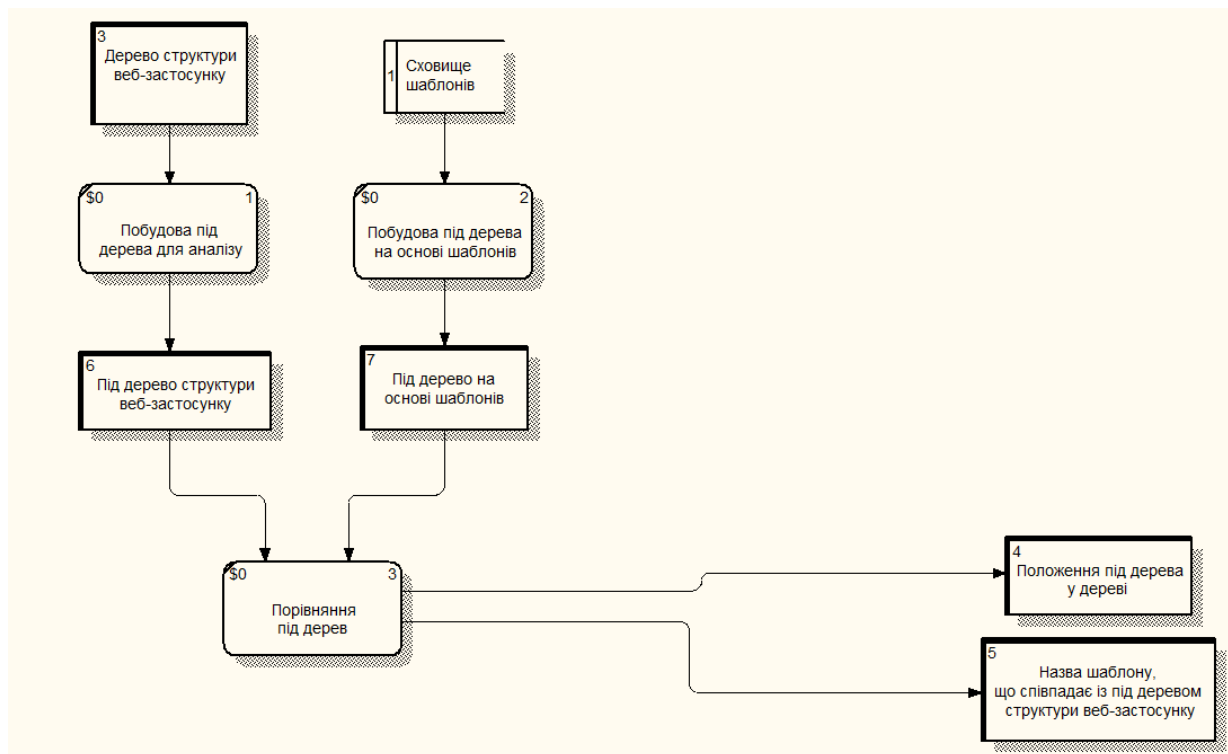 3
Дерево структури
веб-застосунку
1
Сховище
шаблонів
$0
1
Побудова під
дерева для аналізу
$0
2
Побудова під дерева
на основі шаблонів
6
Під дерево структури
веб-застосунку
7
Під дерево на
основі шаблонів
$0
3
Порівняння
під дерев
4
Положення під дерева
у дереві
5
Назва шаблону,
що співпадає із під деревом
структури веб-застосунку